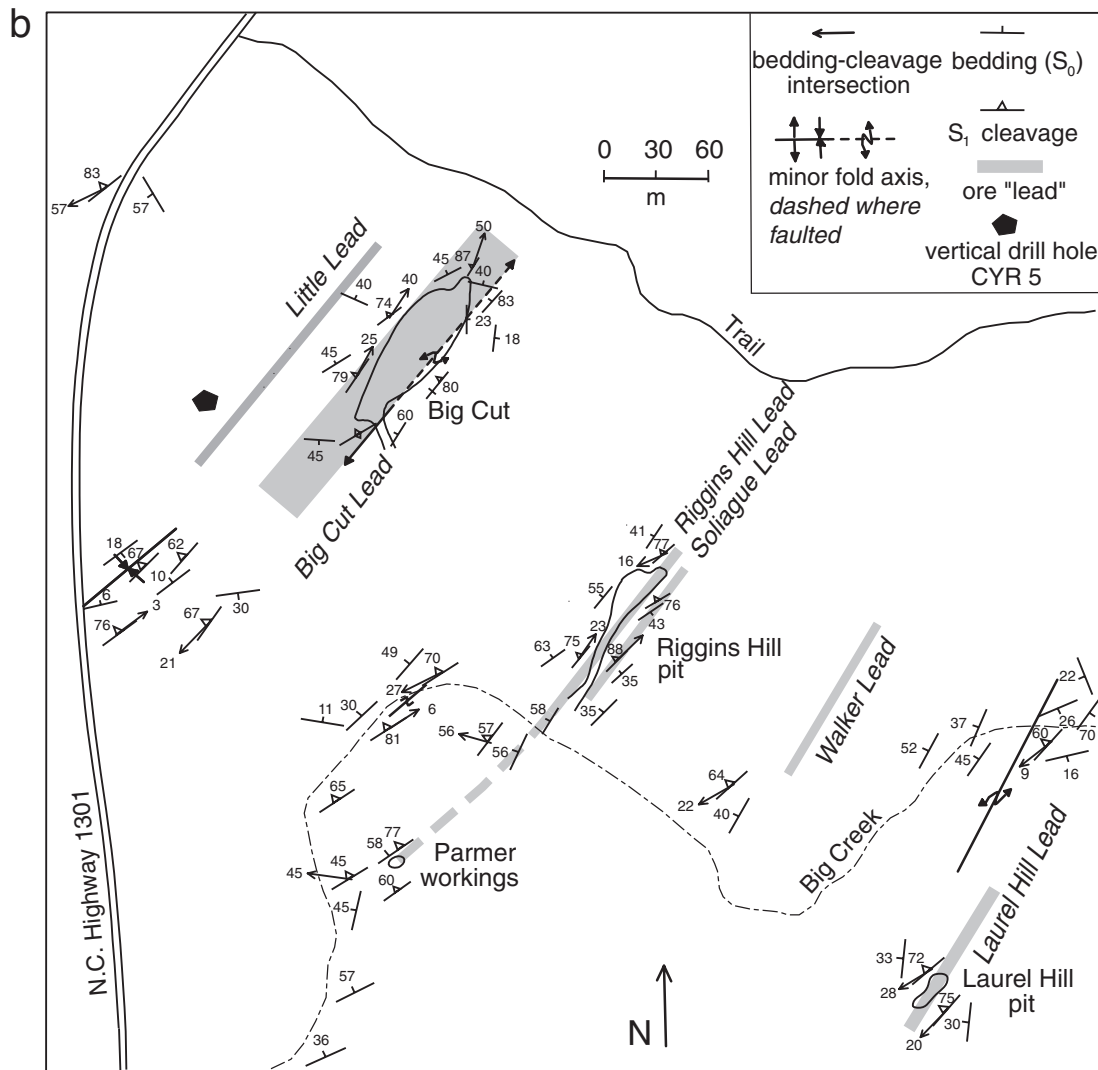 b
bedding-cleavage
intersection
bedding (S₀)
minor fold axis,
dashed where
faulted
S₁ cleavage
ore "lead"
vertical drill hole
CYR 5
0 30 60
m
83
57
57
Little Lead
50
45
87
40
40
40
83
74
23
18
25
45
79
80
Big Cut
60
45
Big Cut Lead
Trail
Riggins Hill Lead
Soliague Lead
18
67
62
10
6
3
76
67
30
21
41
77
16
55
76
23
43
63
75
88
35
35
Riggins Hill
pit
49
70
27
30
6
11
81
58
56
57
56
Walker Lead
22
37
26
60
70
52
45
9
16
64
22
40
65
77
58
Parmer
workings
45
45
60
45
Big Creek
N.C. Highway 1301
57
36
N
Laurel Hill Lead
33
72
28
Laurel Hill
pit
75
30
20